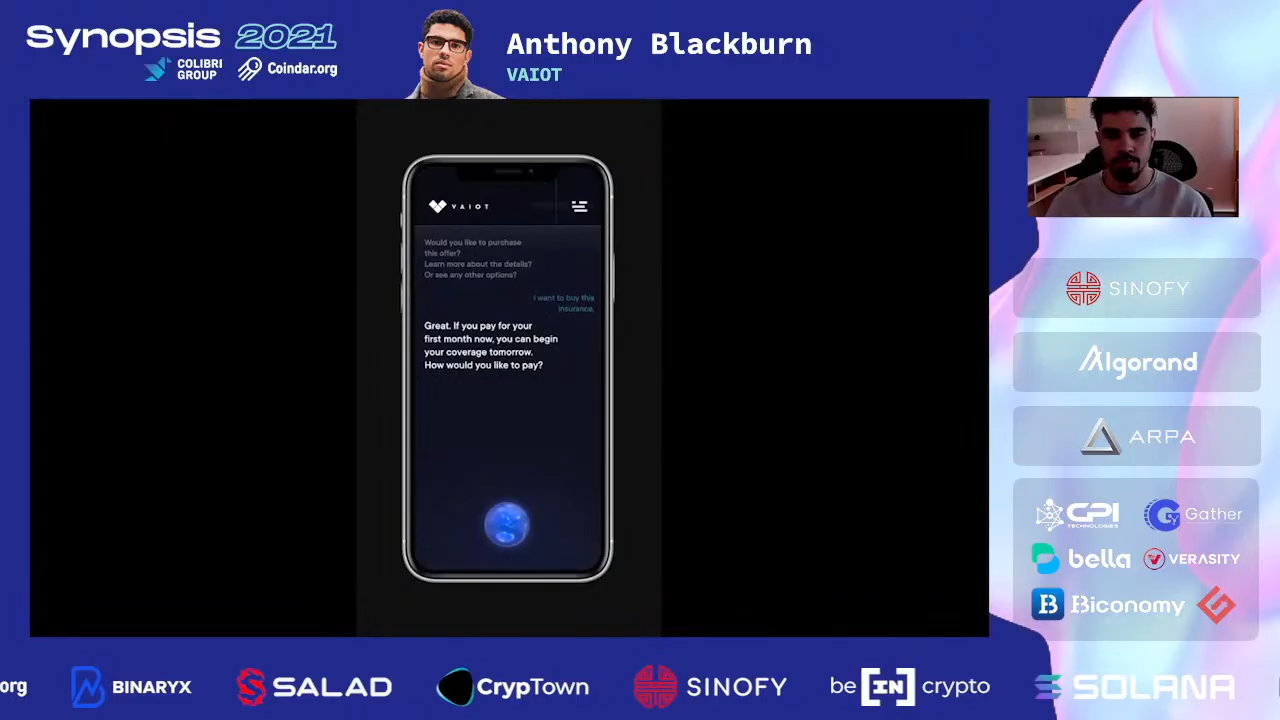 Synopsis 2021
COLIBRI
GROUP
Coindar.org
Anthony Blackburn
VAIOT
VAIOT
Would you like to purchase
this offer?
Learn more about the details?
Or see any other options?
I want to buy this
insurance.
Great. If you pay for your
first month now, you can begin
your coverage tomorrow.
How would you like to pay?
SINOFY
Algorand
ARPA
CPI
TECHNOLOGIES
Gather
bella
VERASITY
Biconomy
org
BINARYX
SALAD
CrypTown
SINOFY
be [IN] crypto
SOLANA